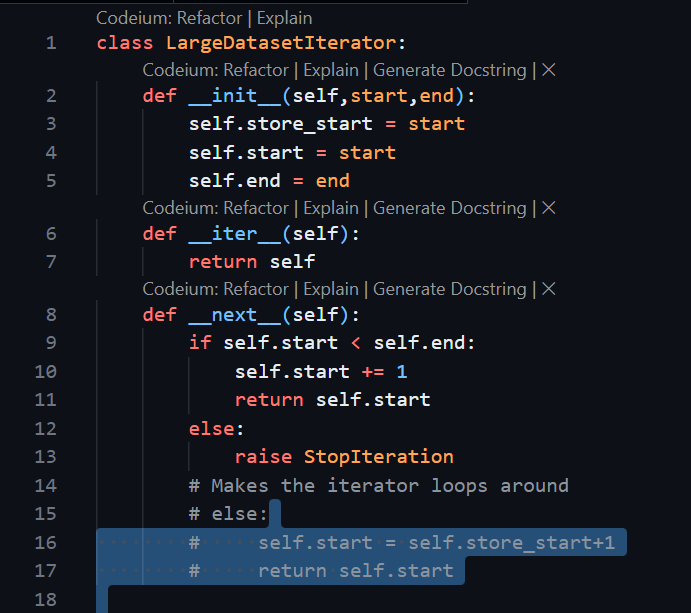 Codeium: Refactor | Explain
1 class LargeDatasetIterator:
Codeium: Refactor | Explain | Generate Docstring | X
2     def __init__(self,start,end):
3         self.store_start = start
4         self.start = start
5         self.end = end
Codeium: Refactor | Explain | Generate Docstring | X
6     def __iter__(self):
7         return self
Codeium: Refactor | Explain | Generate Docstring | X
8     def __next__(self):
9         if self.start < self.end:
10             self.start += 1
11             return self.start
12         else:
13             raise StopIteration
14         # Makes the iterator loops around
15         # else:
16         #     self.start = self.store_start+1
17         #     return self.start
18